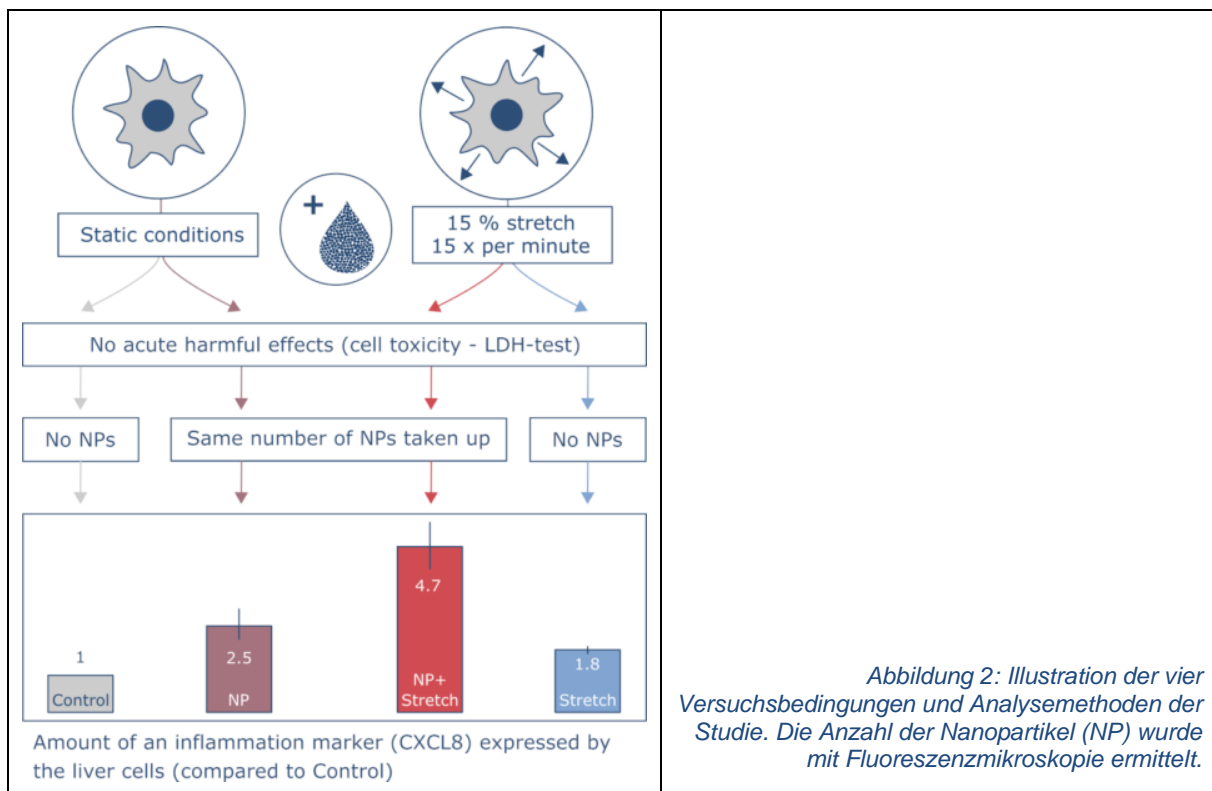 +
Static conditions
15 % stretch
15 x per minute
No acute harmful effects (cell toxicity - LDH-test)
No NPs
Same number of NPs taken up
No NPs
1
Control
2.5
NP
4.7
NP+
Stretch
1.8
Stretch
Amount of an inflammation marker (CXCL8) expressed by
the liver cells (compared to Control)
Abbildung 2: Illustration der vier
Versuchsbedingungen und Analysemethoden der
Studie. Die Anzahl der Nanopartikel (NP) wurde
mit Fluoreszenzmikroskopie ermittelt.